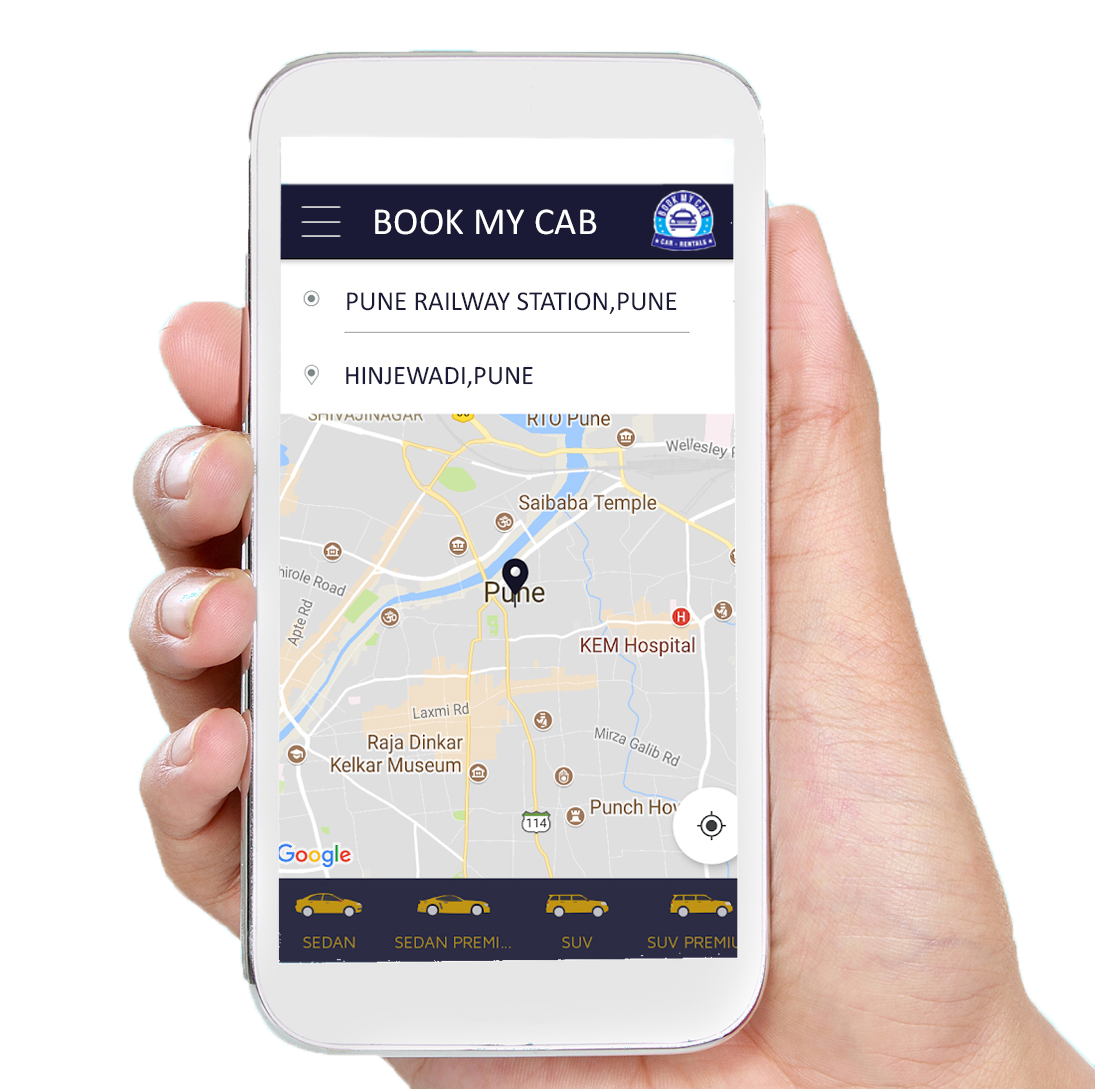 BOOK MY CAB
BOOK MY CAB
CAR - RENTALS
PUNE RAILWAY STATION,PUNE
HINJEWADI,PUNE
SHIVAJINAGAR
RTO Pune
Wellesley
Saibaba Temple
hirole Road
Apte Rd
Pune
H
KEM Hospital
Laxmi Rd
Raja Dinkar
Kelkar Museum
Mirza Galib Rd
Punch How
114
Google
SEDAN
SEDAN PREMI...
SUV
SUV PREMIU